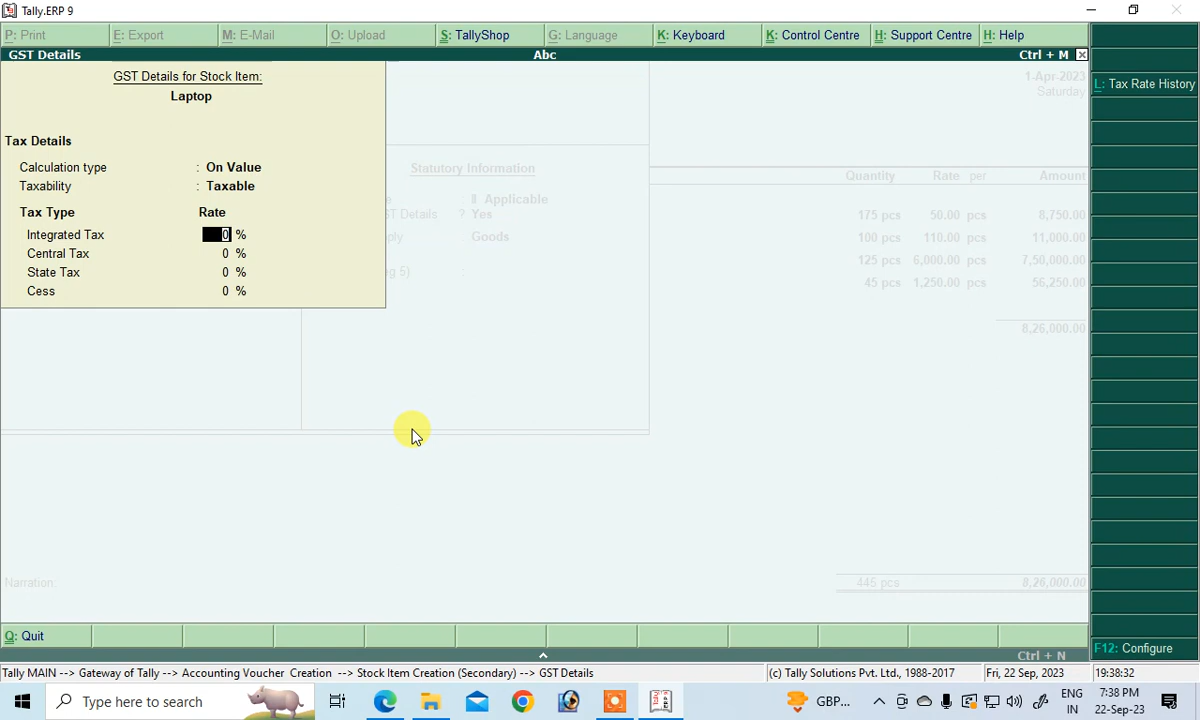 Tally.ERP 9
P: Print E: Export M: E-Mail O: Upload S: TallyShop G: Language K: Keyboard K: Control Centre H: Support Centre H: Help
GST Details Abc Ctrl + M
GST Details for Stock Item:
Laptop
1-Apr-2023
Saturday
L: Tax Rate History
Tax Details
Calculation type : On Value
Taxability : Taxable
Tax Type Rate
Integrated Tax 0 %
Central Tax 0 %
State Tax 0 %
Cess 0 %
Statutory Information
Applicable
ST Details ? Yes
ply Goods
eg 5) :
Quantity Rate per Amount
175 pcs 50.00 pcs 8,750.00
100 pcs 110.00 pcs 11,000.00
125 pcs 6,000.00 pcs 7,50,000.00
45 pcs 1,250.00 pcs 56,250.00
8,26,000.00
Narration: 445 pcs 8,26,000.00
Q: Quit
F12: Configure
Ctrl + N
Tally MAIN --> Gateway of Tally --> Accounting Voucher Creation --> Stock Item Creation (Secondary) --> GST Details (c) Tally Solutions Pvt. Ltd., 1988-2017 Fri, 22 Sep, 2023 19:38:32
Type here to search GBP... ENG IN 7:38 PM 22-Sep-23